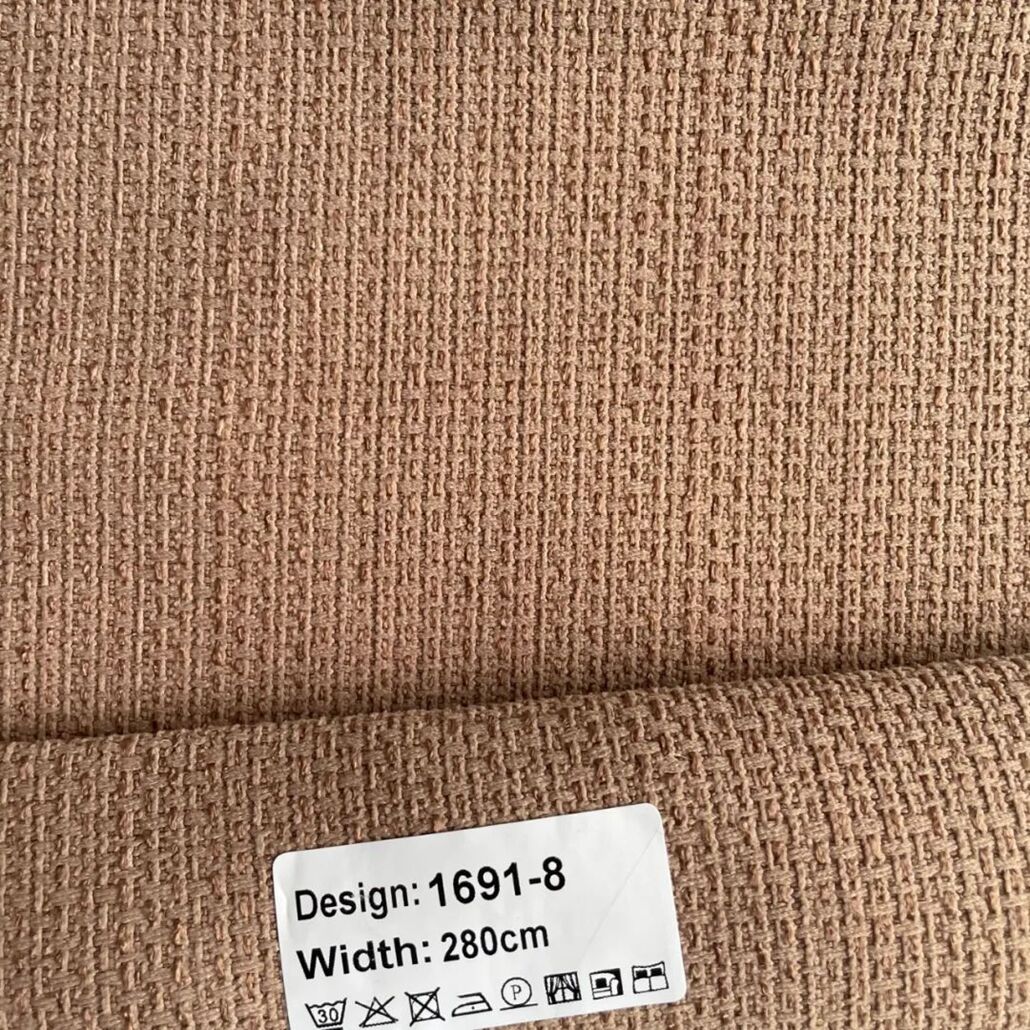 Design: 1691-8
Width: 280cm
30 P